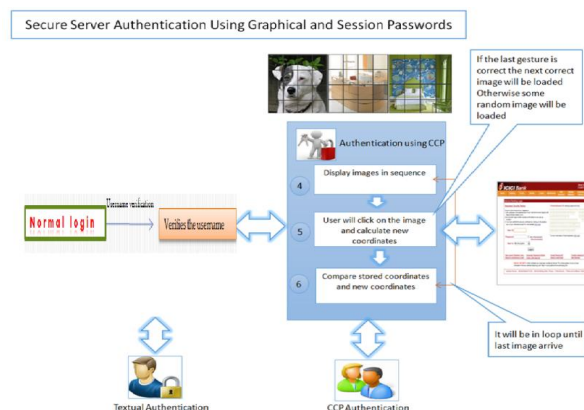 Secure Server Authentication Using Graphical and Session Passwords
If the last gesture is
correct the next correct
image will be loaded
Otherwise some
random image will be
loaded
Authentication using CCP
4
Display images in sequence
Username verification
Normal login
Verifies the username
5
User will click on the image
and calculate new
coordinates
ICICI Bank
6
Compare stored coordinates
and new coordinates
It will be in loop until
last image arrive
Textual Authentication
CCP Authentication